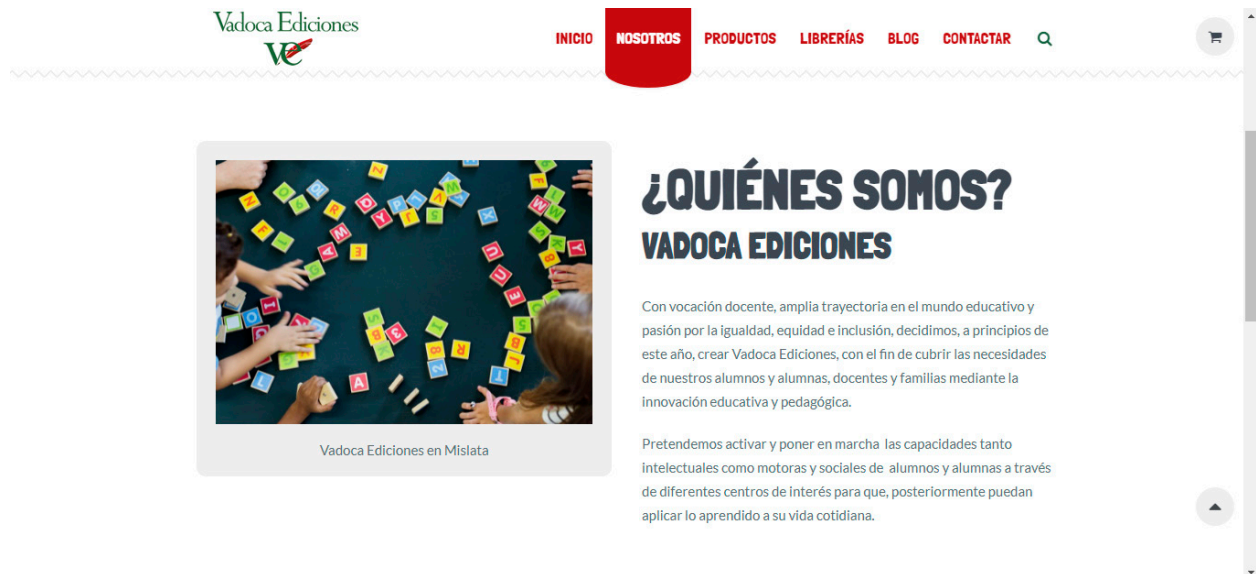 Vadoca Ediciones
VE
INICIO NOSOTROS PRODUCTOS LIBRERÍAS BLOG CONTACTAR
¿QUIÉNES SOMOS?
VADOCA EDICIONES
Con vocación docente, amplia trayectoria en el mundo educativo y
pasión por la igualdad, equidad e inclusión, decidimos, a principios de
este año, crear Vadoca Ediciones, con el fin de cubrir las necesidades
de nuestros alumnos y alumnas, docentes y familias mediante la
innovación educativa y pedagógica.
Pretendemos activar y poner en marcha las capacidades tanto
intelectuales como motoras y sociales de alumnos y alumnas a través
de diferentes centros de interés para que, posteriormente puedan
aplicar lo aprendido a su vida cotidiana.
Vadoca Ediciones en Mislata